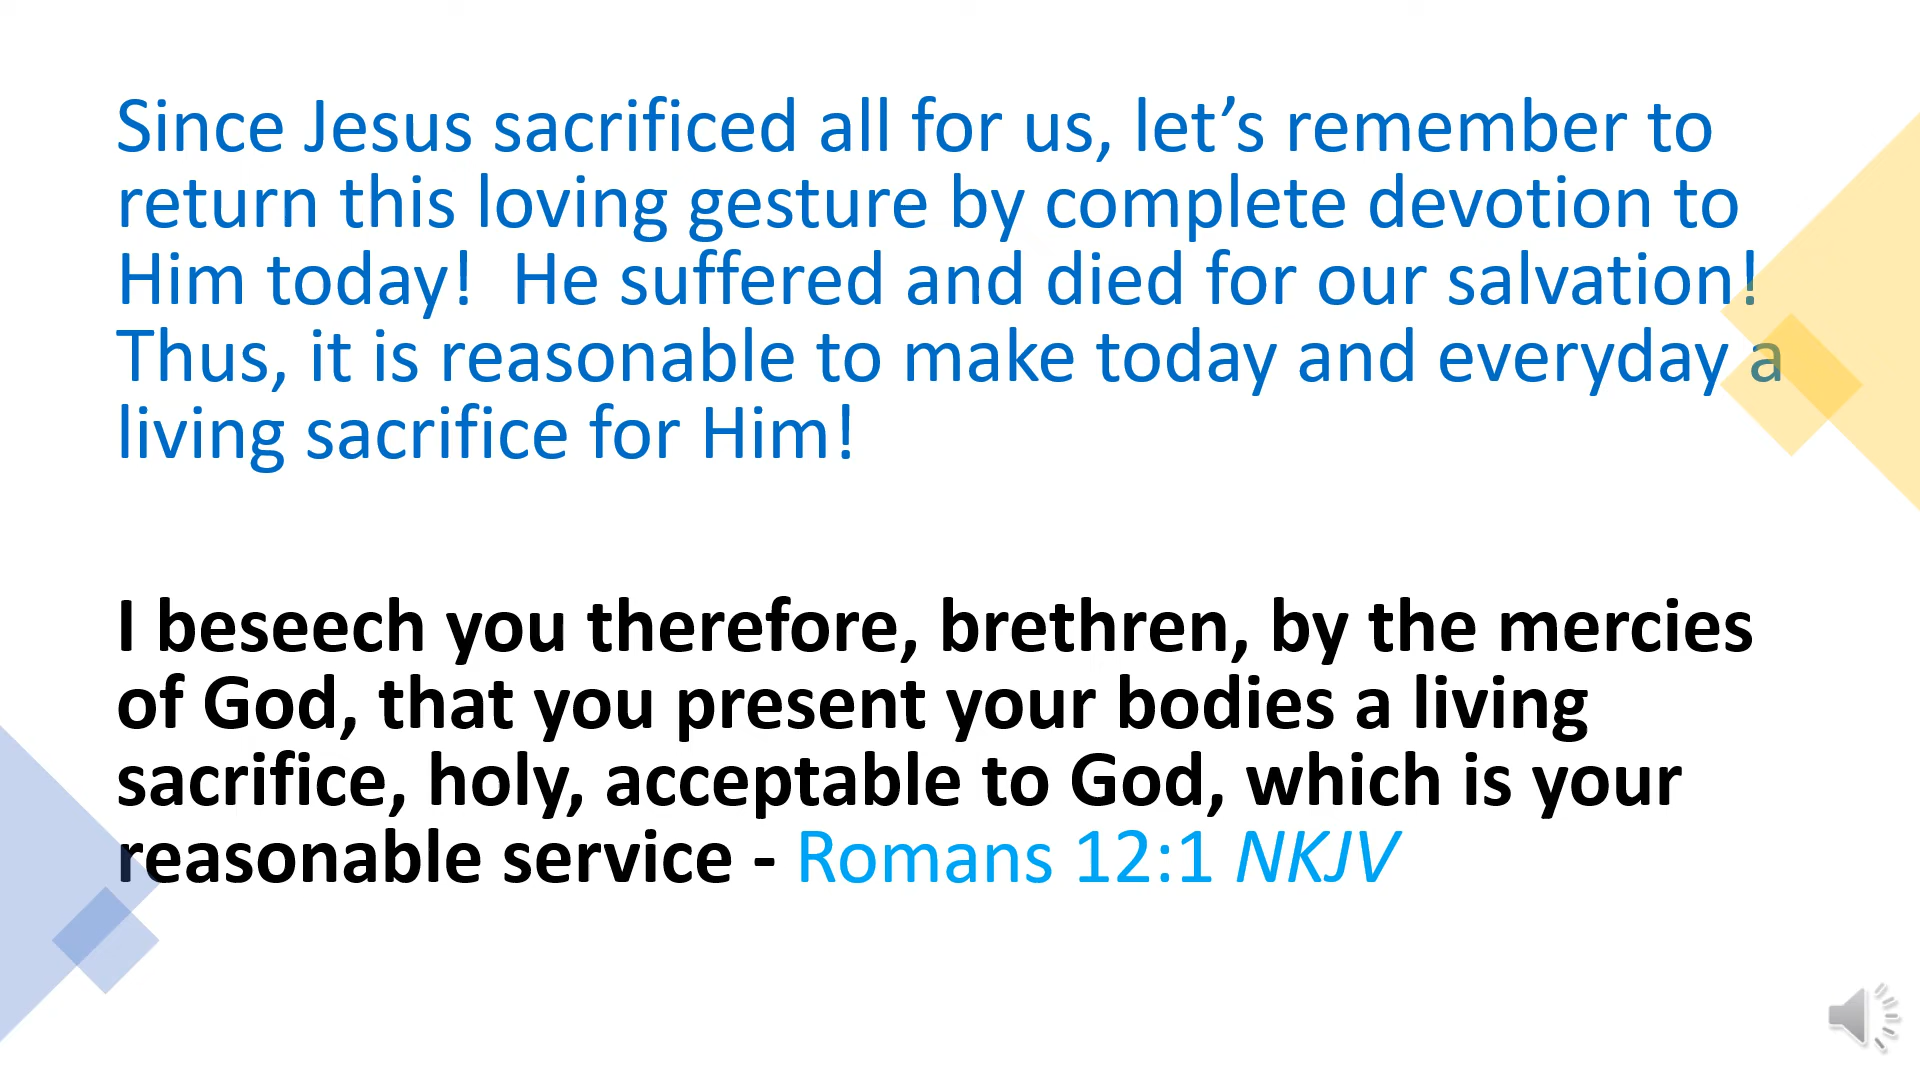 Since Jesus sacrificed all for us, let’s remember to
return this loving gesture by complete devotion to
Him today!  He suffered and died for our salvation!
Thus, it is reasonable to make today and everyday a
living sacrifice for Him!
I beseech you therefore, brethren, by the mercies
of God, that you present your bodies a living
sacrifice, holy, acceptable to God, which is your
reasonable service - Romans 12:1 NKJV